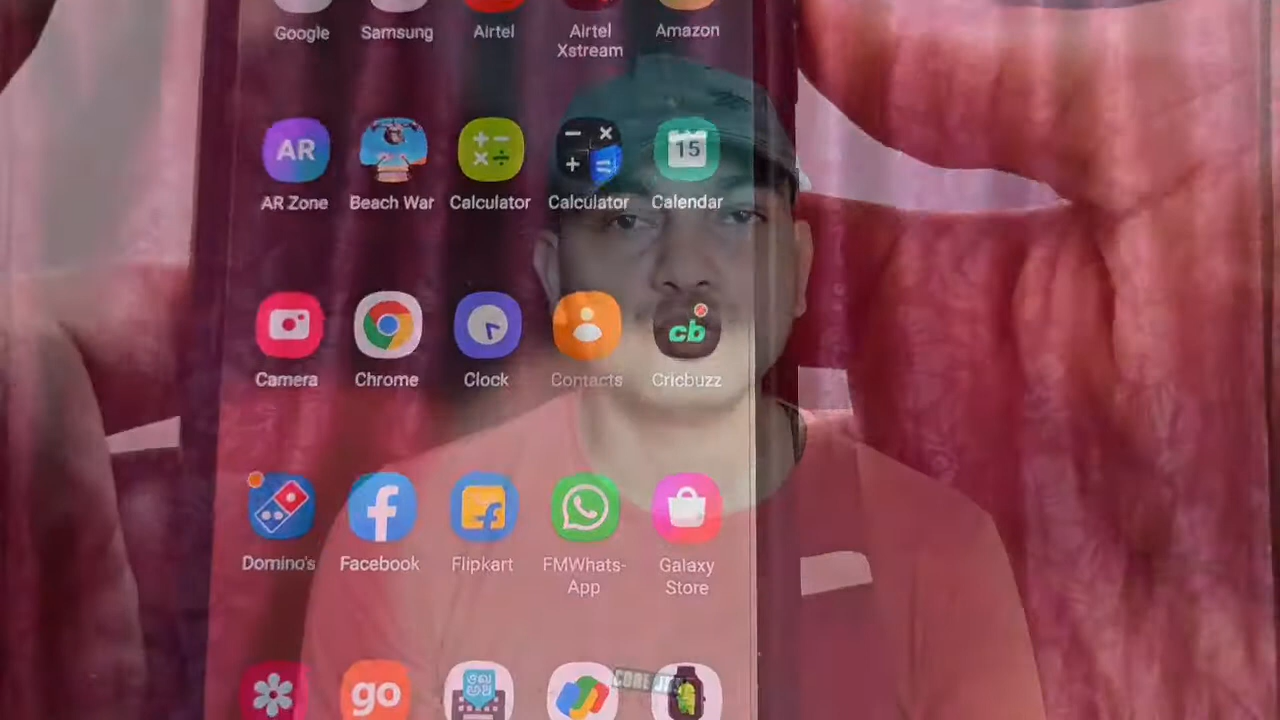 Google Samsung Airtel Airtel Xstream Amazon
AR 15
AR Zone Beach War Calculator Calculator Calendar
cb
Camera Chrome Clock Contacts Cricbuzz
Domino's Facebook Flipkart FMWhats-App Galaxy Store
go
CORE